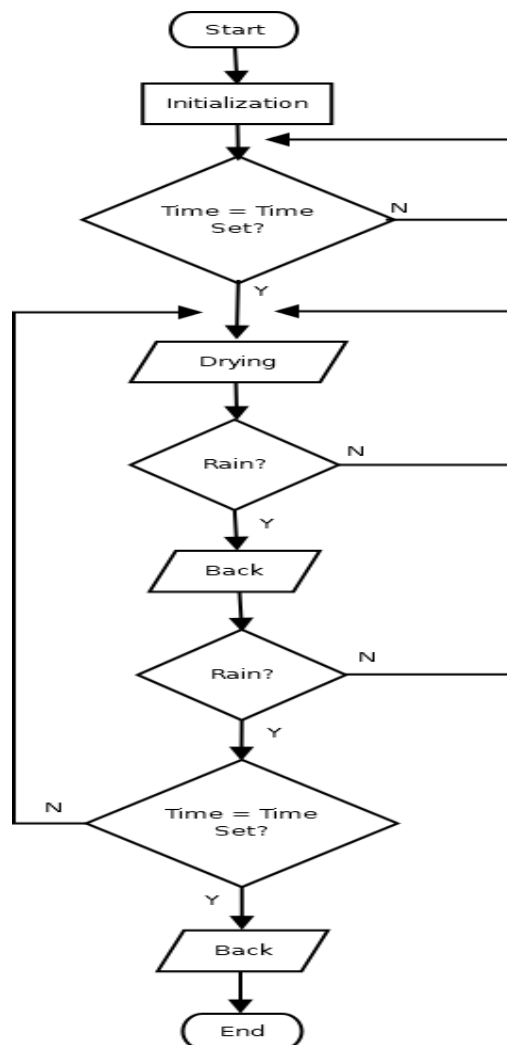 Start
Initialization
Time = Time
Set?
N
Y
Drying
Rain?
N
Y
Back
Rain?
N
Y
Time = Time
Set?
N
Y
Back
End